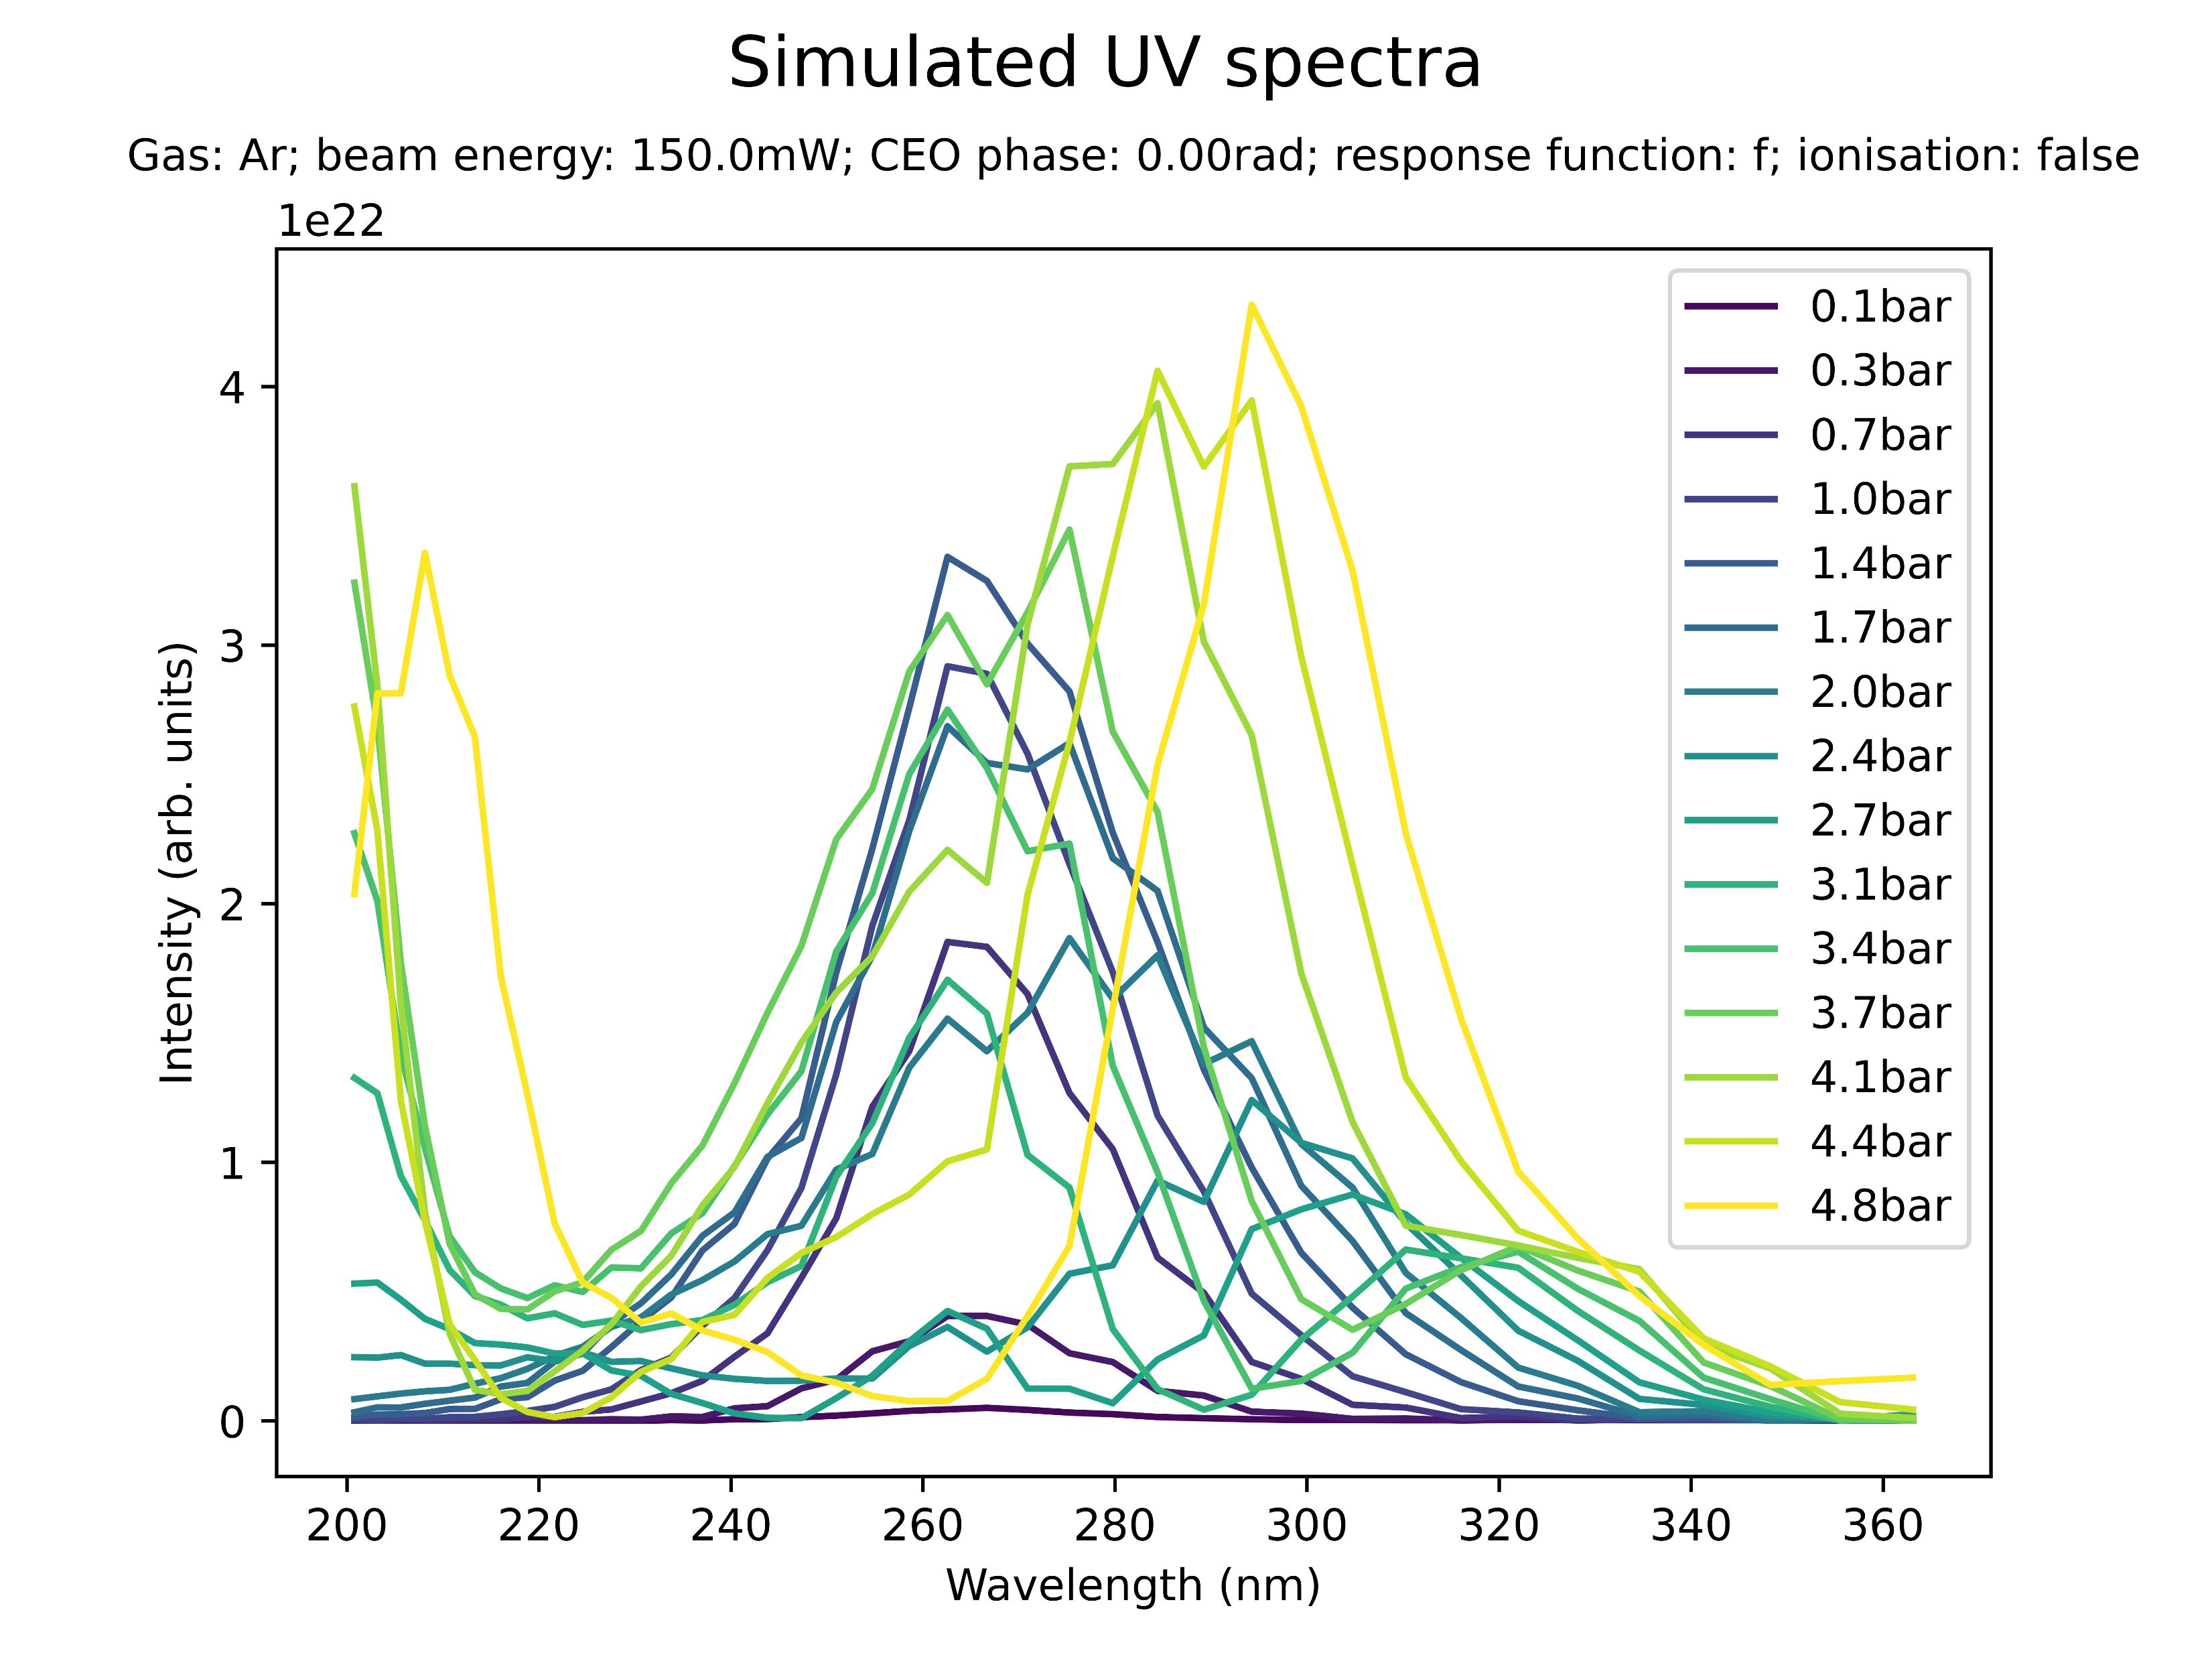 Simulated UV spectra
Gas: Ar; beam energy: 150.0mW; CEO phase: 0.00rad; response function: f; ionisation: false
1e22
4
3
2
1
0
Intensity (arb. units)
200 220 240 260 280 300 320 340 360
Wavelength (nm)
0.1bar
0.3bar
0.7bar
1.0bar
1.4bar
1.7bar
2.0bar
2.4bar
2.7bar
3.1bar
3.4bar
3.7bar
4.1bar
4.4bar
4.8bar